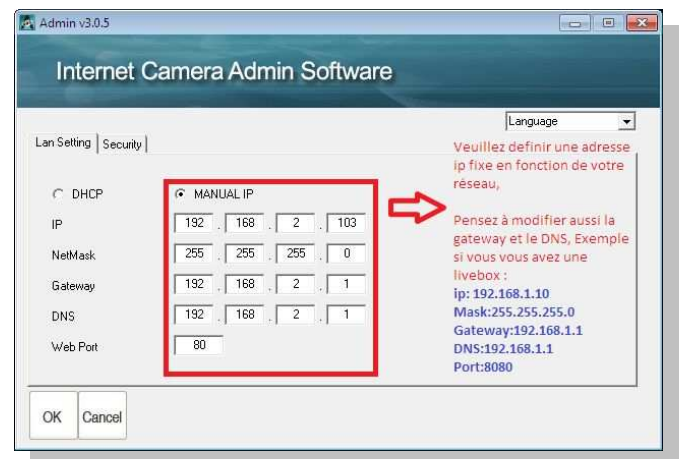 Admin v3.0.5
Internet Camera Admin Software
Language
Lan Setting
Security
DHCP
MANUAL IP
IP
192 . 168 . 2 . 103
NetMask
255 . 255 . 255 . 0
Gateway
192 . 168 . 2 . 1
DNS
192 . 168 . 2 . 1
Web Port
80
Veuillez definir une adresse
ip fixe en fonction de votre
réseau,
Pensez à modifier aussi la
gateway et le DNS, Exemple
si vous vous avez une
livebox :
ip: 192.168.1.10
Mask:255.255.255.0
Gateway:192.168.1.1
DNS:192.168.1.1
Port:8080
OK
Cancel